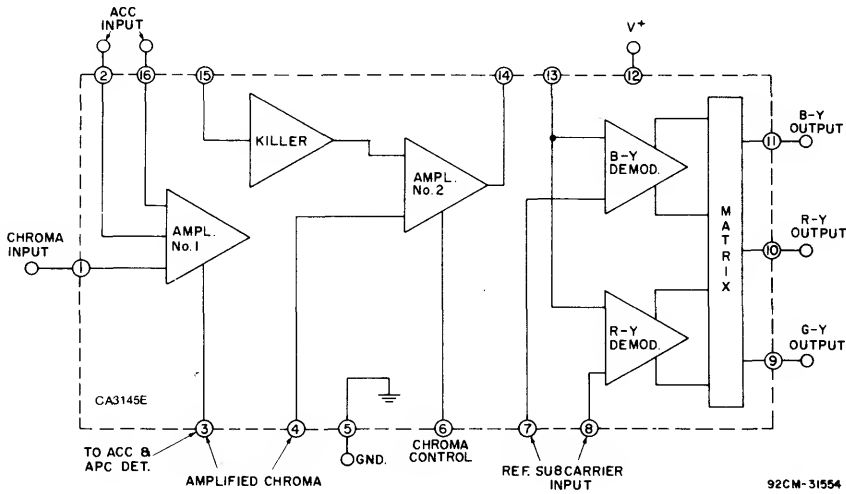 ACC
INPUT
V+
2
16
15
14
13
12
KILLER
AMPL.
No.2
B-Y
DEMOD.
B-Y
OUTPUT
11
AMPL.
No.1
CHROMA
INPUT
1
MATRIX
R-Y
OUTPUT
10
R-Y
DEMOD.
G-Y
OUTPUT
9
CA3145E
3
4
5
6
7
8
TO ACC &
APC DET.
AMPLIFIED CHROMA
GND.
CHROMA
CONTROL
REF. SUBCARRIER
INPUT
92CM-31554